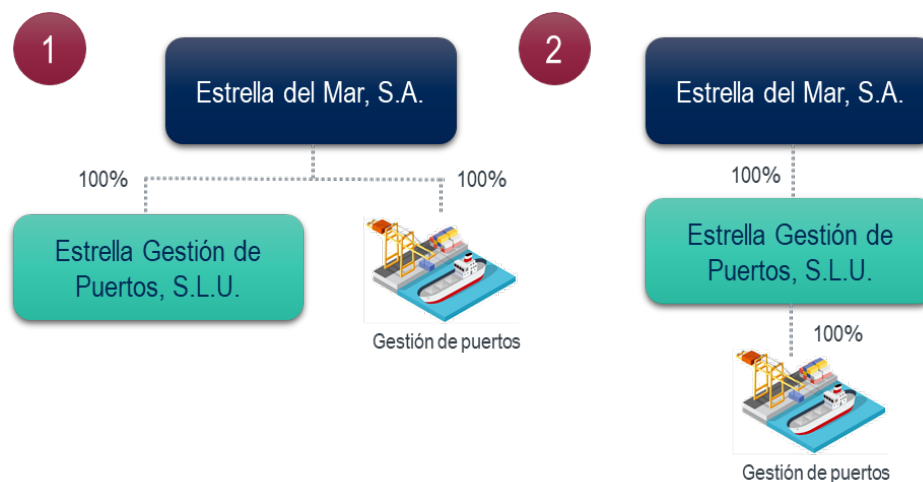 1
Estrella del Mar, S.A.
100%
100%
Estrella Gestión de
Puertos, S.L.U.
Gestión de puertos
2
Estrella del Mar, S.A.
100%
Estrella Gestión de
Puertos, S.L.U.
100%
Gestión de puertos